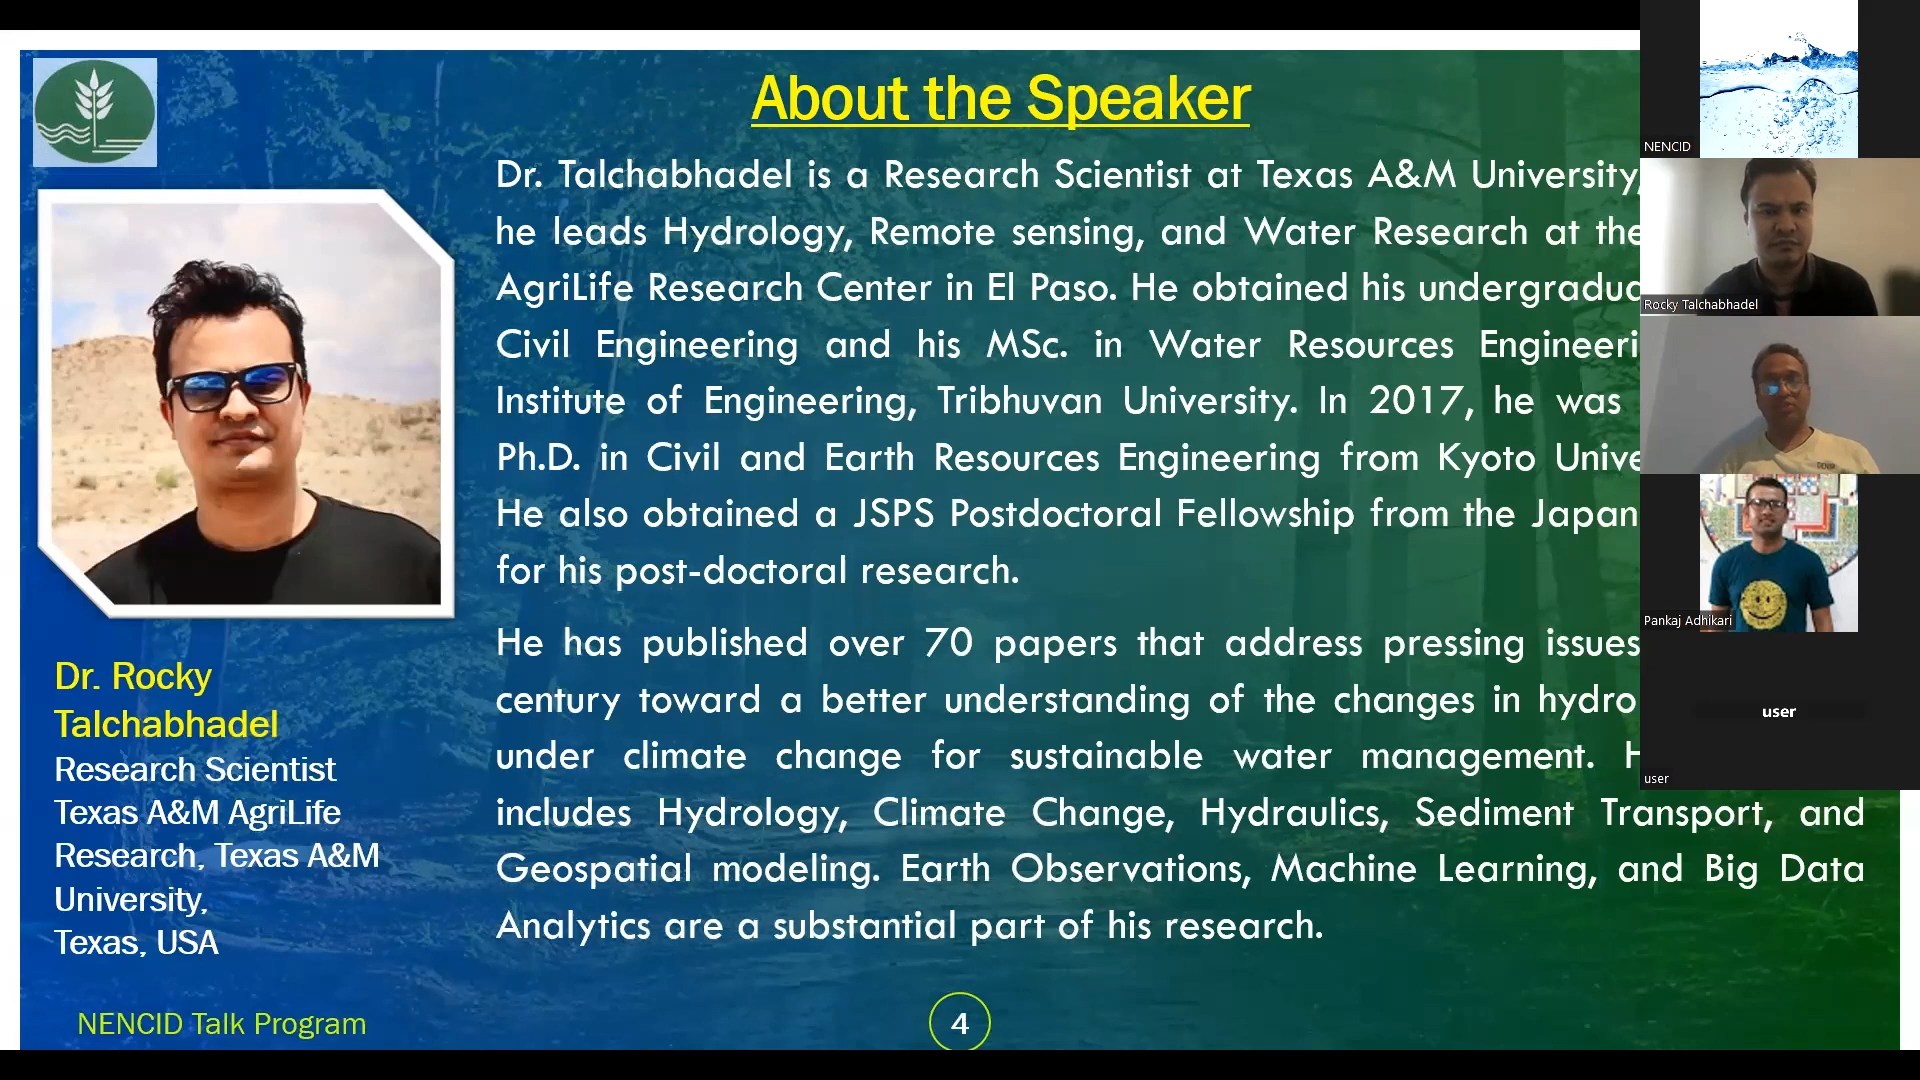 About the Speaker
Dr. Talchabhadel is a Research Scientist at Texas A&M University,
he leads Hydrology, Remote sensing, and Water Research at the
AgriLife Research Center in El Paso. He obtained his
Civil Engineering and his MSc. in Water Resources
Institute of Engineering, Tribhuvan University. In 2017, he was
Ph.D. in Civil and Earth Resources Engineering from Kyoto
He also obtained a JSPS Postdoctoral Fellowship from the Japan
for his post-doctoral research.
He has published over 70 papers that address pressing issues
century toward a better understanding of the changes in hydro
under climate change for sustainable water management.
includes Hydrology, Climate Change, Hydraulics, Sediment Transport, and
Geospatial modeling. Earth Observations, Machine Learning, and Big Data
Analytics are a substantial part of his research.
Dr. Rocky
Talchabhadel
Research Scientist
Texas A&M AgriLife
Research, Texas A&M
University,
Texas, USA
NENCID Talk Program
4
NENCID
Rocky Talchabhadel
Pankaj Adhikari
user
user